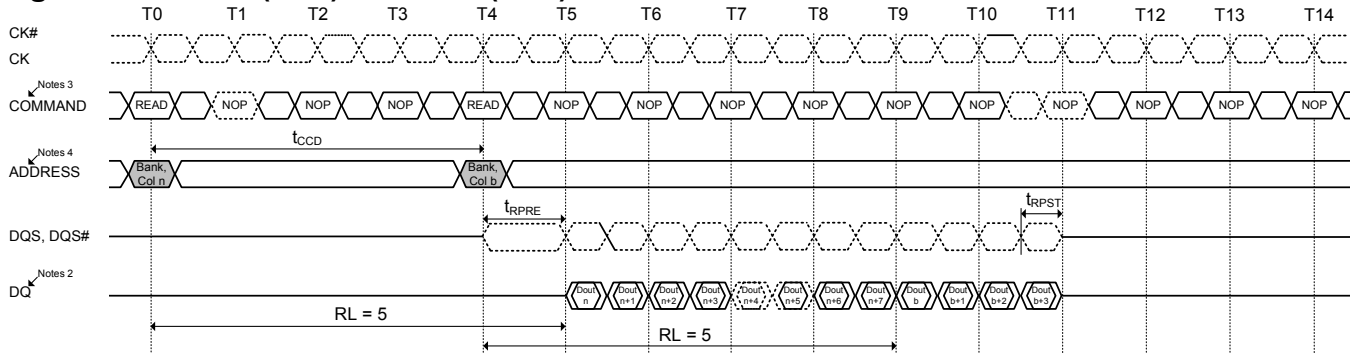 T0 T1 T2 T3 T4 T5 T6 T7 T8 T9 T10 T11 T12 T13 T14
CK#
CK
Notes 3
COMMAND READ NOP NOP NOP READ NOP NOP NOP NOP NOP NOP NOP NOP NOP NOP
tCCD
Notes 4
ADDRESS Bank, Col n Bank, Col b
tRPRE tRPST
DQS, DQS#
Notes 2
DQ Dout n Dout n+1 Dout n+2 Dout n+3 Dout n+4 Dout n+5 Dout n+6 Dout n+7 Dout b Dout b+1 Dout b+2 Dout b+3
RL = 5
RL = 5